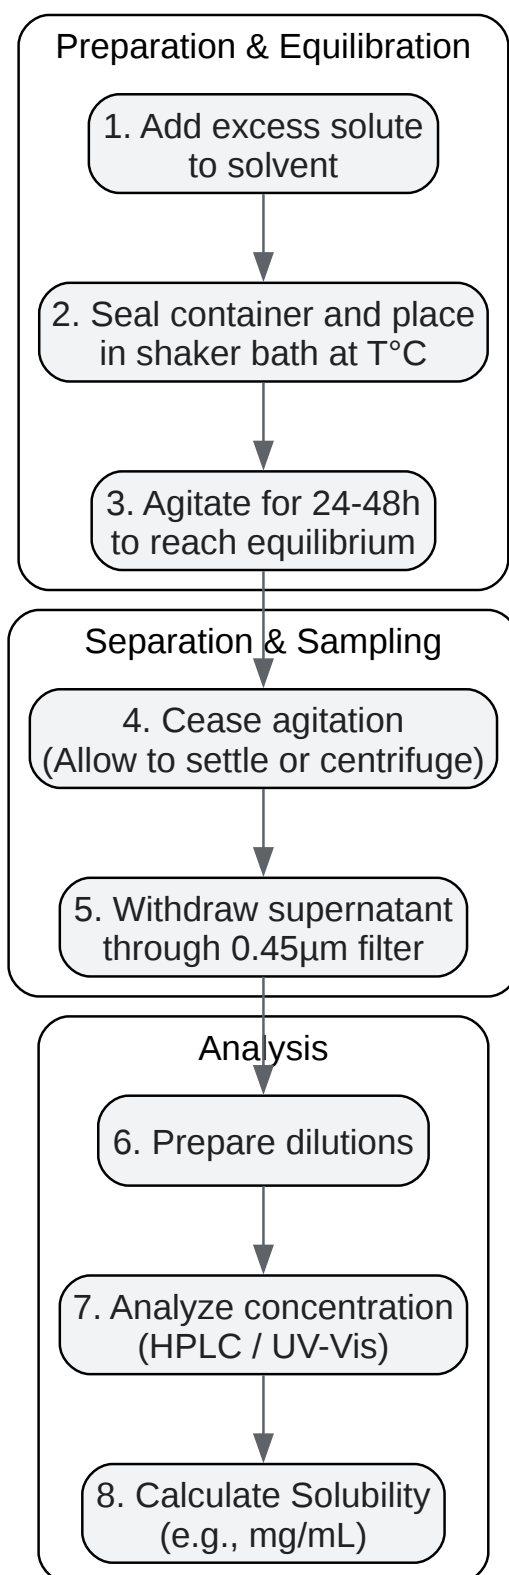 Preparation & Equilibration
1. Add excess solute
to solvent
2. Seal container and place
in shaker bath at T°C
3. Agitate for 24-48h
to reach equilibrium
Separation & Sampling
4. Cease agitation
(Allow to settle or centrifuge)
5. Withdraw supernatant
through 0.45µm filter
Analysis
6. Prepare dilutions
7. Analyze concentration
(HPLC / UV-Vis)
8. Calculate Solubility
(e.g., mg/mL)